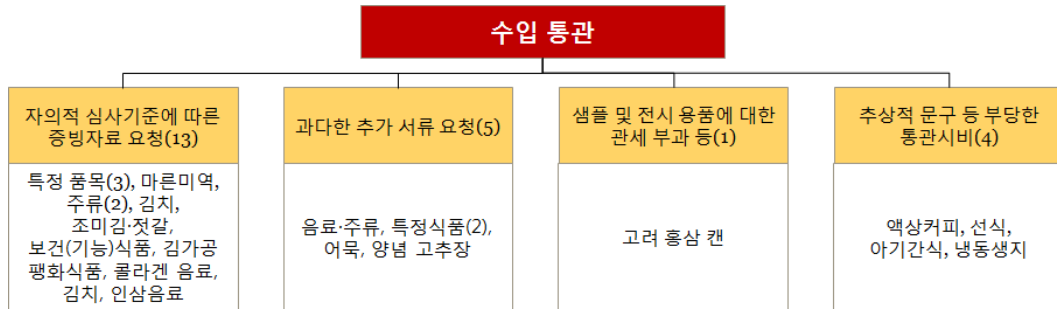 수입 통관
자의적 심사기준에 따른
증빙자료 요청(13)
특정 품목(3), 마른미역,
주류(2), 김치,
조미김·젓갈,
보건(기능)식품, 김가공
팽화식품, 콜라겐 음료,
김치, 인삼음료
과다한 추가 서류 요청(5)
음료·주류, 특정식품(2),
어묵, 양념 고추장
샘플 및 전시 용품에 대한
관세 부과 등(1)
고려 홍삼 캔
추상적 문구 등 부당한
통관시비(4)
액상커피, 선식,
아기간식, 냉동생지